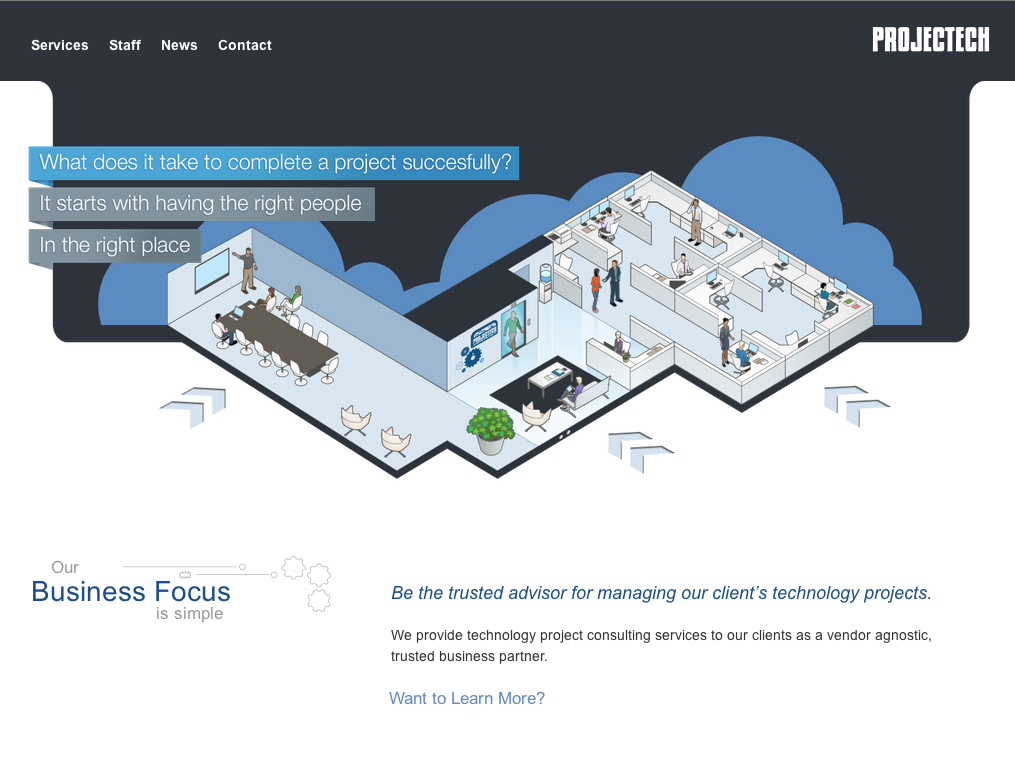 Services Staff News Contact
PROJECTECH
What does it take to complete a project succesfully?
It starts with having the right people
In the right place
PROJECTECH
Our
Business Focus
is simple
Be the trusted advisor for managing our client's technology projects.
We provide technology project consulting services to our clients as a vendor agnostic,
trusted business partner.
Want to Learn More?